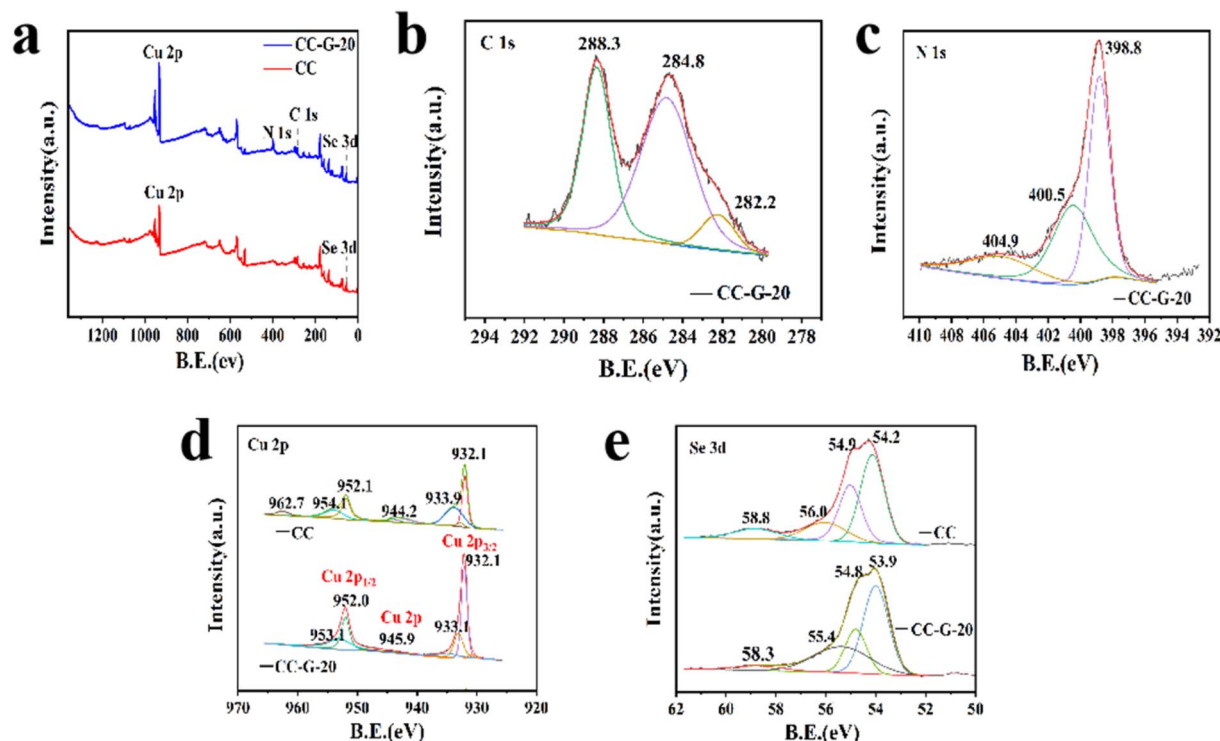 a
Cu 2p
CC-G-20
CC
C 1s
N 1s
Se 3d
Cu 2p
Se 3d
Intensity(a.u.)
1200 1000 800 600 400 200 0
B.E.(ev)
b
C 1s
288.3
284.8
282.2
CC-G-20
Intensity(a.u.)
294 292 290 288 286 284 282 280 278
B.E.(eV)
c
N 1s
398.8
400.5
404.9
CC-G-20
Intensity(a.u.)
410 408 406 404 402 400 398 396 394 392
B.E.(eV)
d
Cu 2p
932.1
952.1
933.9
962.7
954.1
944.2
CC
Cu 2p3/2
932.1
Cu 2p1/2
952.0
Cu 2p
953.1
945.9
933.1
CC-G-20
Intensity(a.u.)
970 960 950 940 930 920
B.E.(eV)
e
Se 3d
54.9
54.2
56.0
58.8
CC
54.8
53.9
55.4
58.3
CC-G-20
Intensity(a.u.)
62 60 58 56 54 52 50
B.E.(eV)